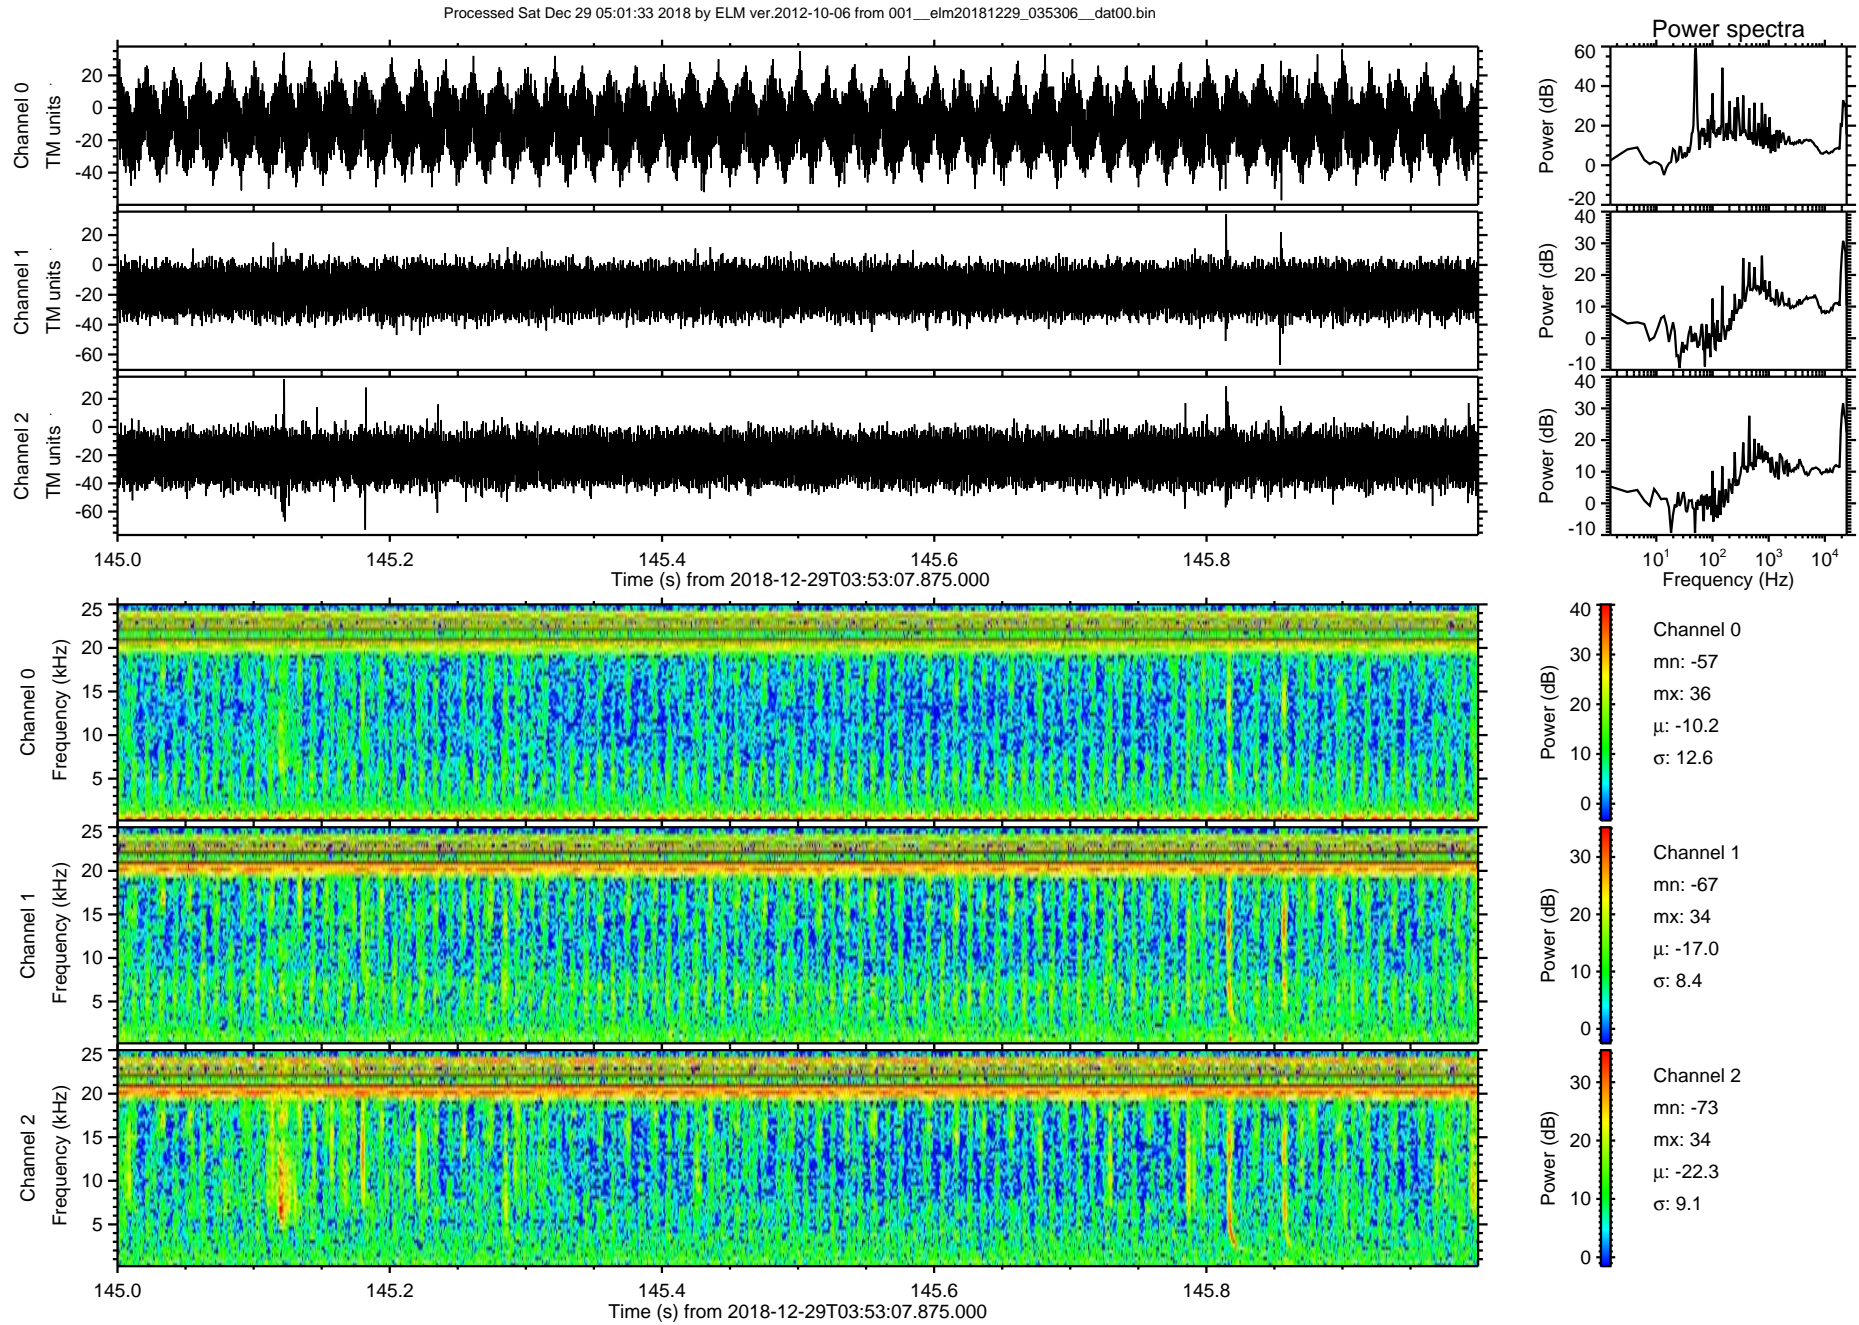 Processed Sat Dec 29 05:01:33 2018 by ELM ver.2012-10-06 from 001__elm20181229_035306__dat00.bin
Power spectra
Channel 0
TM units
20
0
-20
-40
Power (dB)
60
40
20
0
-20
Channel 1
TM units
20
0
-20
-40
-60
Power (dB)
40
30
20
10
0
-10
Channel 2
TM units
20
0
-20
-40
-60
Power (dB)
40
30
20
10
0
-10
145.0 145.2 145.4 145.6 145.8
Time (s) from 2018-12-29T03:53:07.875.000
10^1 10^2 10^3 10^4
Frequency (Hz)
Channel 0
Frequency (kHz)
25
20
15
10
5
Power (dB)
40
30
20
10
0
Channel 0
mn: -57
mx: 36
μ: -10.2
σ: 12.6
Channel 1
Frequency (kHz)
25
20
15
10
5
Power (dB)
30
20
10
0
Channel 1
mn: -67
mx: 34
μ: -17.0
σ: 8.4
Channel 2
Frequency (kHz)
25
20
15
10
5
Power (dB)
30
20
10
0
Channel 2
mn: -73
mx: 34
μ: -22.3
σ: 9.1
145.0 145.2 145.4 145.6 145.8
Time (s) from 2018-12-29T03:53:07.875.000